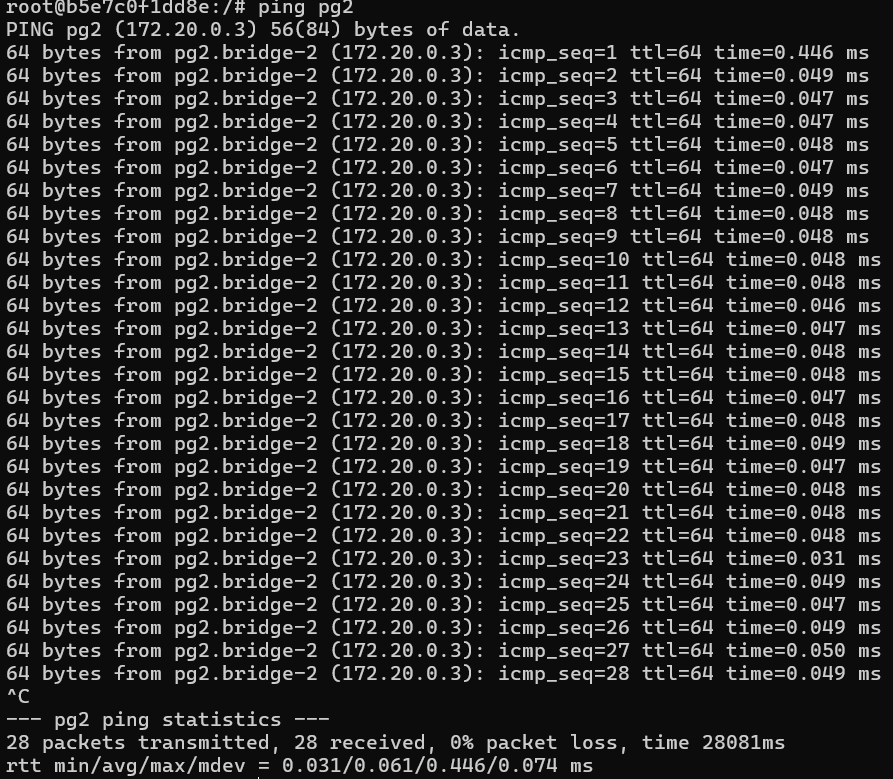 root@b5e7c0f1dd8e:/# ping pg2
PING pg2 (172.20.0.3) 56(84) bytes of data.
64 bytes from pg2.bridge-2 (172.20.0.3): icmp_seq=1 ttl=64 time=0.446 ms
64 bytes from pg2.bridge-2 (172.20.0.3): icmp_seq=2 ttl=64 time=0.049 ms
64 bytes from pg2.bridge-2 (172.20.0.3): icmp_seq=3 ttl=64 time=0.047 ms
64 bytes from pg2.bridge-2 (172.20.0.3): icmp_seq=4 ttl=64 time=0.047 ms
64 bytes from pg2.bridge-2 (172.20.0.3): icmp_seq=5 ttl=64 time=0.048 ms
64 bytes from pg2.bridge-2 (172.20.0.3): icmp_seq=6 ttl=64 time=0.047 ms
64 bytes from pg2.bridge-2 (172.20.0.3): icmp_seq=7 ttl=64 time=0.049 ms
64 bytes from pg2.bridge-2 (172.20.0.3): icmp_seq=8 ttl=64 time=0.048 ms
64 bytes from pg2.bridge-2 (172.20.0.3): icmp_seq=9 ttl=64 time=0.048 ms
64 bytes from pg2.bridge-2 (172.20.0.3): icmp_seq=10 ttl=64 time=0.048 ms
64 bytes from pg2.bridge-2 (172.20.0.3): icmp_seq=11 ttl=64 time=0.048 ms
64 bytes from pg2.bridge-2 (172.20.0.3): icmp_seq=12 ttl=64 time=0.046 ms
64 bytes from pg2.bridge-2 (172.20.0.3): icmp_seq=13 ttl=64 time=0.047 ms
64 bytes from pg2.bridge-2 (172.20.0.3): icmp_seq=14 ttl=64 time=0.048 ms
64 bytes from pg2.bridge-2 (172.20.0.3): icmp_seq=15 ttl=64 time=0.048 ms
64 bytes from pg2.bridge-2 (172.20.0.3): icmp_seq=16 ttl=64 time=0.047 ms
64 bytes from pg2.bridge-2 (172.20.0.3): icmp_seq=17 ttl=64 time=0.048 ms
64 bytes from pg2.bridge-2 (172.20.0.3): icmp_seq=18 ttl=64 time=0.049 ms
64 bytes from pg2.bridge-2 (172.20.0.3): icmp_seq=19 ttl=64 time=0.047 ms
64 bytes from pg2.bridge-2 (172.20.0.3): icmp_seq=20 ttl=64 time=0.048 ms
64 bytes from pg2.bridge-2 (172.20.0.3): icmp_seq=21 ttl=64 time=0.048 ms
64 bytes from pg2.bridge-2 (172.20.0.3): icmp_seq=22 ttl=64 time=0.048 ms
64 bytes from pg2.bridge-2 (172.20.0.3): icmp_seq=23 ttl=64 time=0.031 ms
64 bytes from pg2.bridge-2 (172.20.0.3): icmp_seq=24 ttl=64 time=0.049 ms
64 bytes from pg2.bridge-2 (172.20.0.3): icmp_seq=25 ttl=64 time=0.047 ms
64 bytes from pg2.bridge-2 (172.20.0.3): icmp_seq=26 ttl=64 time=0.049 ms
64 bytes from pg2.bridge-2 (172.20.0.3): icmp_seq=27 ttl=64 time=0.050 ms
64 bytes from pg2.bridge-2 (172.20.0.3): icmp_seq=28 ttl=64 time=0.049 ms
^C
--- pg2 ping statistics ---
28 packets transmitted, 28 received, 0% packet loss, time 28081ms
rtt min/avg/max/mdev = 0.031/0.061/0.446/0.074 ms